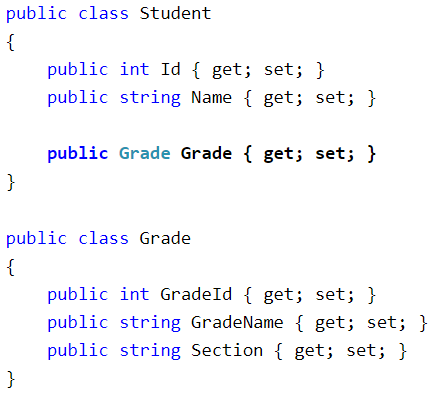 public class Student
{
    public int Id { get; set; }
    public string Name { get; set; }

    public Grade Grade { get; set; }
}

public class Grade
{
    public int GradeId { get; set; }
    public string GradeName { get; set; }
    public string Section { get; set; }
}